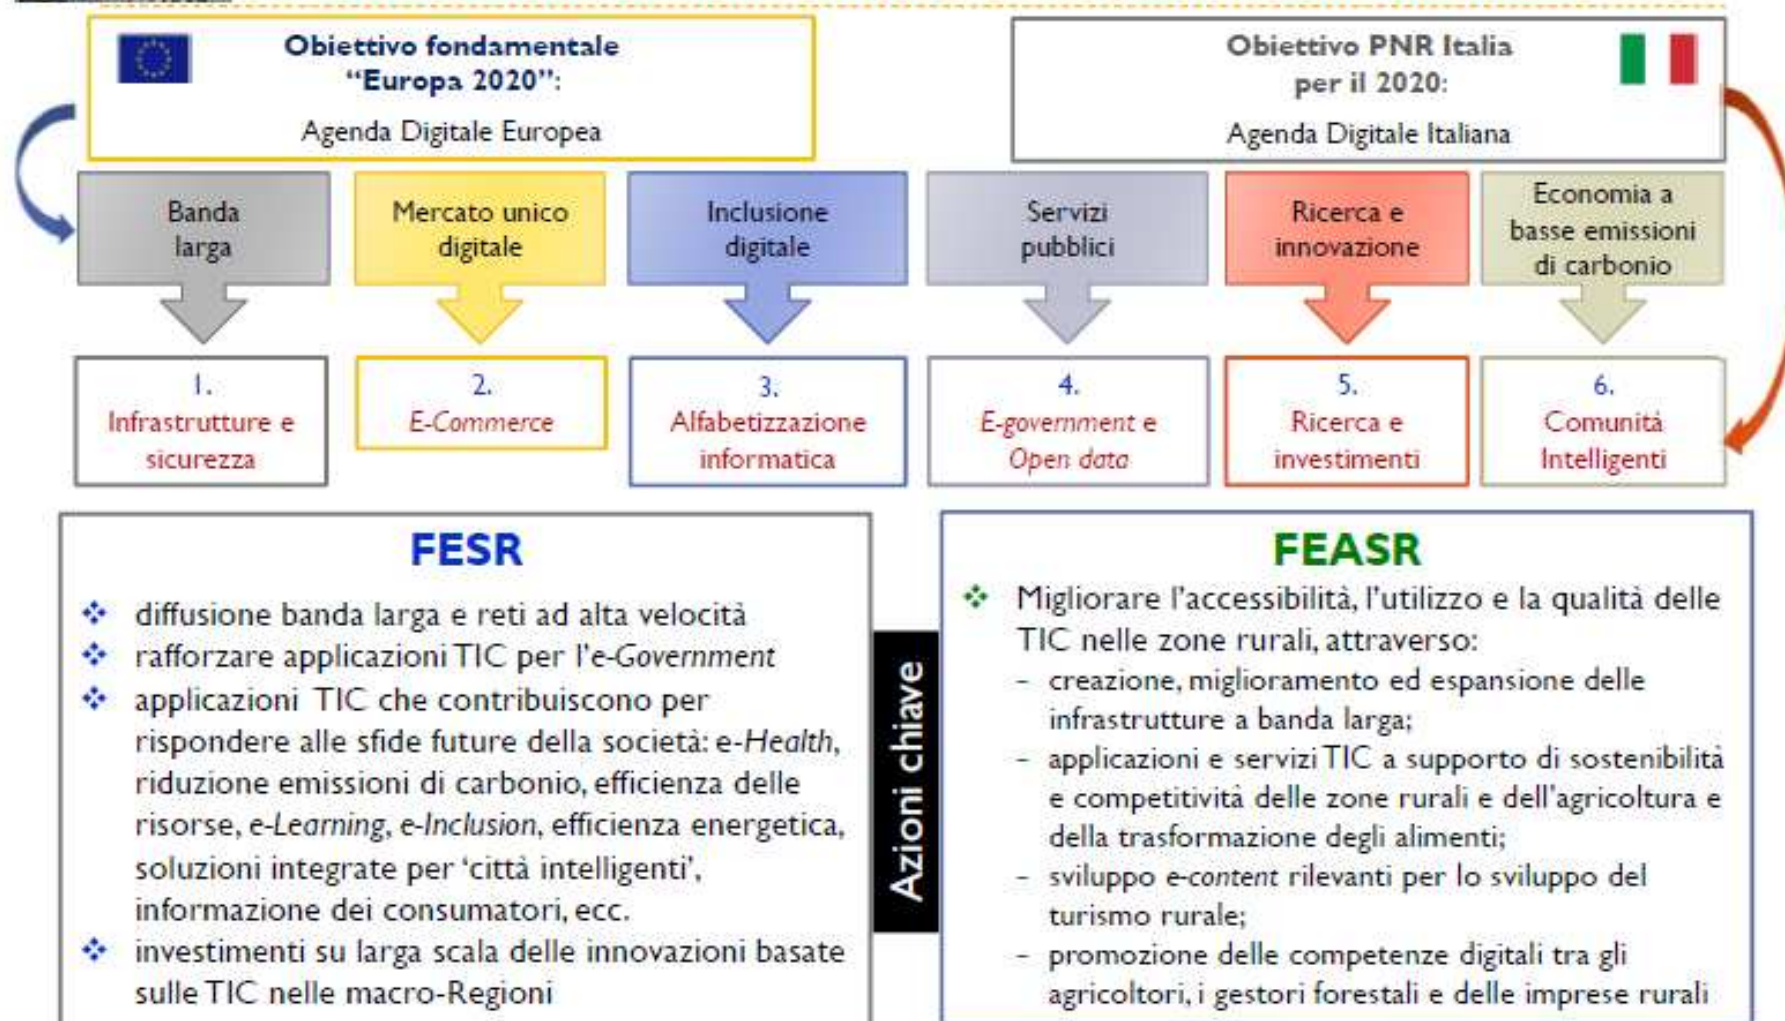 Obiettivo fondamentale
“Europa 2020”:
Agenda Digitale Europea
Obiettivo PNR Italia
per il 2020:
Agenda Digitale Italiana
Banda
larga
Mercato unico
digitale
Inclusione
digitale
Servizi
pubblici
Ricerca e
innovazione
Economia a
basse emissioni
di carbonio
1.
Infrastrutture e
sicurezza
2.
E-Commerce
3.
Alfabetizzazione
informatica
4.
E-government e
Open data
5.
Ricerca e
investimenti
6.
Comunità
Intelligenti
FESR
❖ diffusione banda larga e reti ad alta velocità
❖ rafforzare applicazioni TIC per l’e-Government
❖ applicazioni TIC che contribuiscono per
rispondere alle sfide future della società: e-Health,
riduzione emissioni di carbonio, efficienza delle
risorse, e-Learning, e-Inclusion, efficienza energetica,
soluzioni integrate per ‘città intelligenti’,
informazione dei consumatori, ecc.
❖ investimenti su larga scala delle innovazioni basate
sulle TIC nelle macro-Regioni
Azioni chiave
FEASR
❖ Migliorare l’accessibilità, l’utilizzo e la qualità delle
TIC nelle zone rurali, attraverso:
- creazione, miglioramento ed espansione delle
infrastrutture a banda larga;
- applicazioni e servizi TIC a supporto di sostenibilità
e competitività delle zone rurali e dell’agricoltura e
della trasformazione degli alimenti;
- sviluppo e-content rilevanti per lo sviluppo del
turismo rurale;
- promozione delle competenze digitali tra gli
agricoltori, i gestori forestali e delle imprese rurali